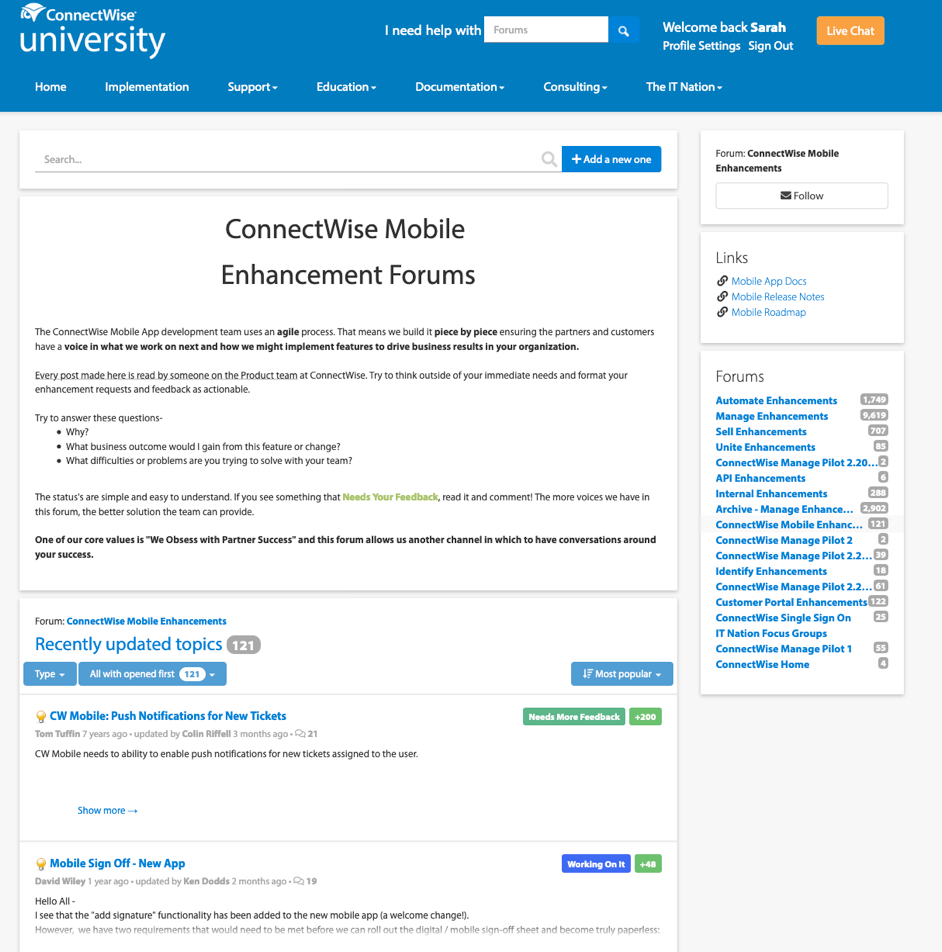 ConnectWise
university
I need help with Forums
Welcome back Sarah
Profile Settings Sign Out
Live Chat
Home Implementation Support Education Documentation Consulting The IT Nation
Search...
+ Add a new one
ConnectWise Mobile
Enhancement Forums
The ConnectWise Mobile App development team uses an agile process. That means we build it piece by piece ensuring the partners and customers
have a voice in what we work on next and how we might implement features to drive business results in your organization.
Every post made here is read by someone on the Product team at ConnectWise. Try to think outside of your immediate needs and format your
enhancement requests and feedback as actionable.
Try to answer these questions-
• Why?
• What business outcome would I gain from this feature or change?
• What difficulties or problems are you trying to solve with your team?
The status's are simple and easy to understand. If you see something that Needs Your Feedback, read it and comment! The more voices we have in
this forum, the better solution the team can provide.
One of our core values is "We Obsess with Partner Success" and this forum allows us another channel in which to have conversations around
your success.
Forum: ConnectWise Mobile Enhancements
Recently updated topics 121
Type All with opened first 121 Most popular
CW Mobile: Push Notifications for New Tickets Needs More Feedback +200
Tom Tuffin 7 years ago • updated by Colin Riffell 3 months ago • 21
CW Mobile needs to ability to enable push notifications for new tickets assigned to the user.
Show more →
Mobile Sign Off - New App Working On It +48
David Wiley 1 year ago • updated by Ken Dodds 2 months ago • 19
Hello All -
I see that the "add signature" functionality has been added to the new mobile app (a welcome change!).
However, we have two requirements that would need to be met before we can roll out the digital / mobile sign-off sheet and become truly paperless:
Forum: ConnectWise Mobile
Enhancements
Follow
Links
Mobile App Docs
Mobile Release Notes
Mobile Roadmap
Forums
Automate Enhancements 1,749
Manage Enhancements 9,619
Sell Enhancements 707
Unite Enhancements 85
ConnectWise Manage Pilot 2.20... 2
API Enhancements 6
Internal Enhancements 288
Archive - Manage Enhance... 2,902
ConnectWise Mobile Enhanc... 121
ConnectWise Manage Pilot 2 2
ConnectWise Manage Pilot 2.2... 39
Identify Enhancements 18
ConnectWise Manage Pilot 2.2... 61
Customer Portal Enhancements 122
ConnectWise Single Sign On 25
IT Nation Focus Groups
ConnectWise Manage Pilot 1 55
ConnectWise Home 4